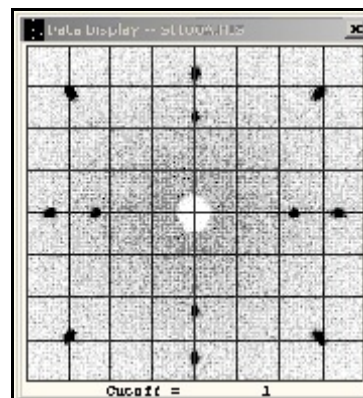 Data Display --
Cutoff = 1